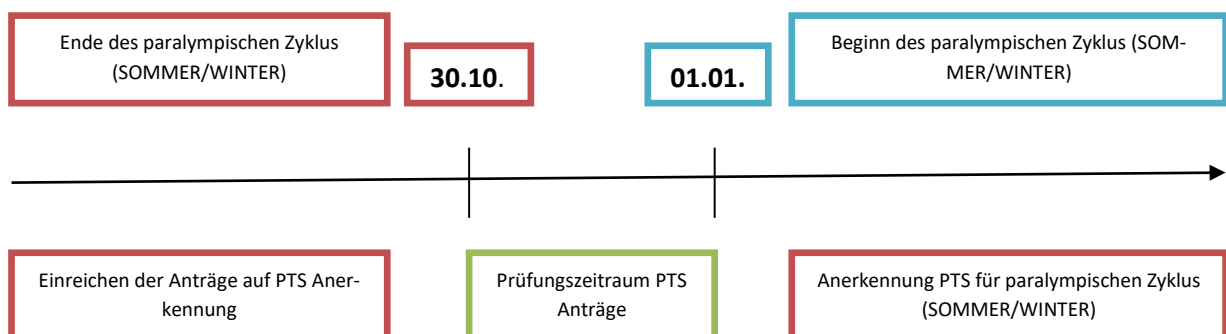 Ende des paralympischen Zyklus
(SOMMER/WINTER)
30.10.
01.01.
Beginn des paralympischen Zyklus (SOM-
MER/WINTER)
Einreichen der Anträge auf PTS Aner-
kennung
Prüfungszeitraum PTS
Anträge
Anerkennung PTS für paralympischen Zyklus
(SOMMER/WINTER)